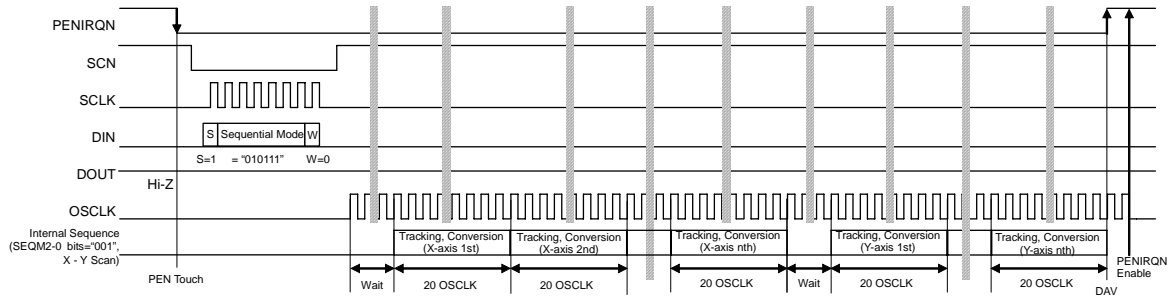 PENIRQN
SCN
SCLK
DIN
S Sequential Mode W
S=1 = "010111" W=0
DOUT
Hi-Z
OSCLK
Internal Sequence
(SEQM2-0 bits="001",
X - Y Scan)
Tracking, Conversion
(X-axis 1st)
Tracking, Conversion
(X-axis 2nd)
Tracking, Conversion
(X-axis nth)
Tracking, Conversion
(Y-axis 1st)
Tracking, Conversion
(Y-axis nth)
PEN Touch
Wait
20 OSCLK
20 OSCLK
20 OSCLK
Wait
20 OSCLK
20 OSCLK
DAV
PENIRQN
Enable